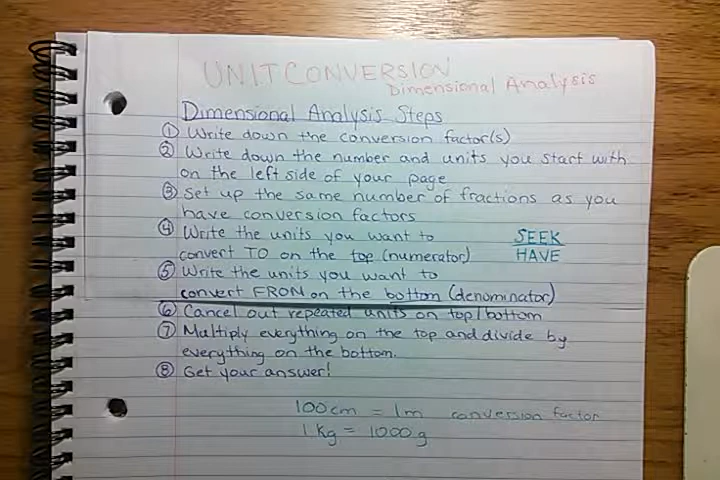 UNIT CONVERSION
Dimensional Analysis
Dimensional Analysis Steps
① Write down the conversion factor(s)
② Write down the number and units you start with
on the left side of your page
③ Set up the same number of fractions as you
have conversion factors
④ Write the units you want to
convert TO on the top (numerator)
SEEK
HAVE
⑤ Write the units you want to
convert FROM on the bottom (denominator)
⑥ Cancel out repeated units on top/bottom
⑦ Multiply everything on the top and divide by
everything on the bottom.
⑧ Get your answer!
100cm = 1m conversion factor
1 Kg = 1000g